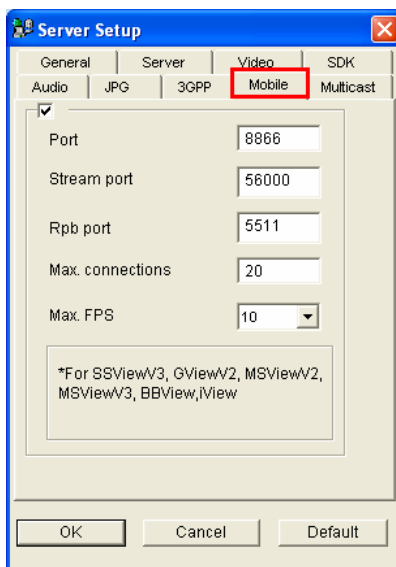 Server Setup
General Server Video SDK
Audio JPG 3GPP Mobile Multicast
Port 8866
Stream port 56000
Rpb port 5511
Max. connections 20
Max. FPS 10
*For SSViewV3, GViewV2, MSViewV2,
MSViewV3, BBView,iView
OK Cancel Default